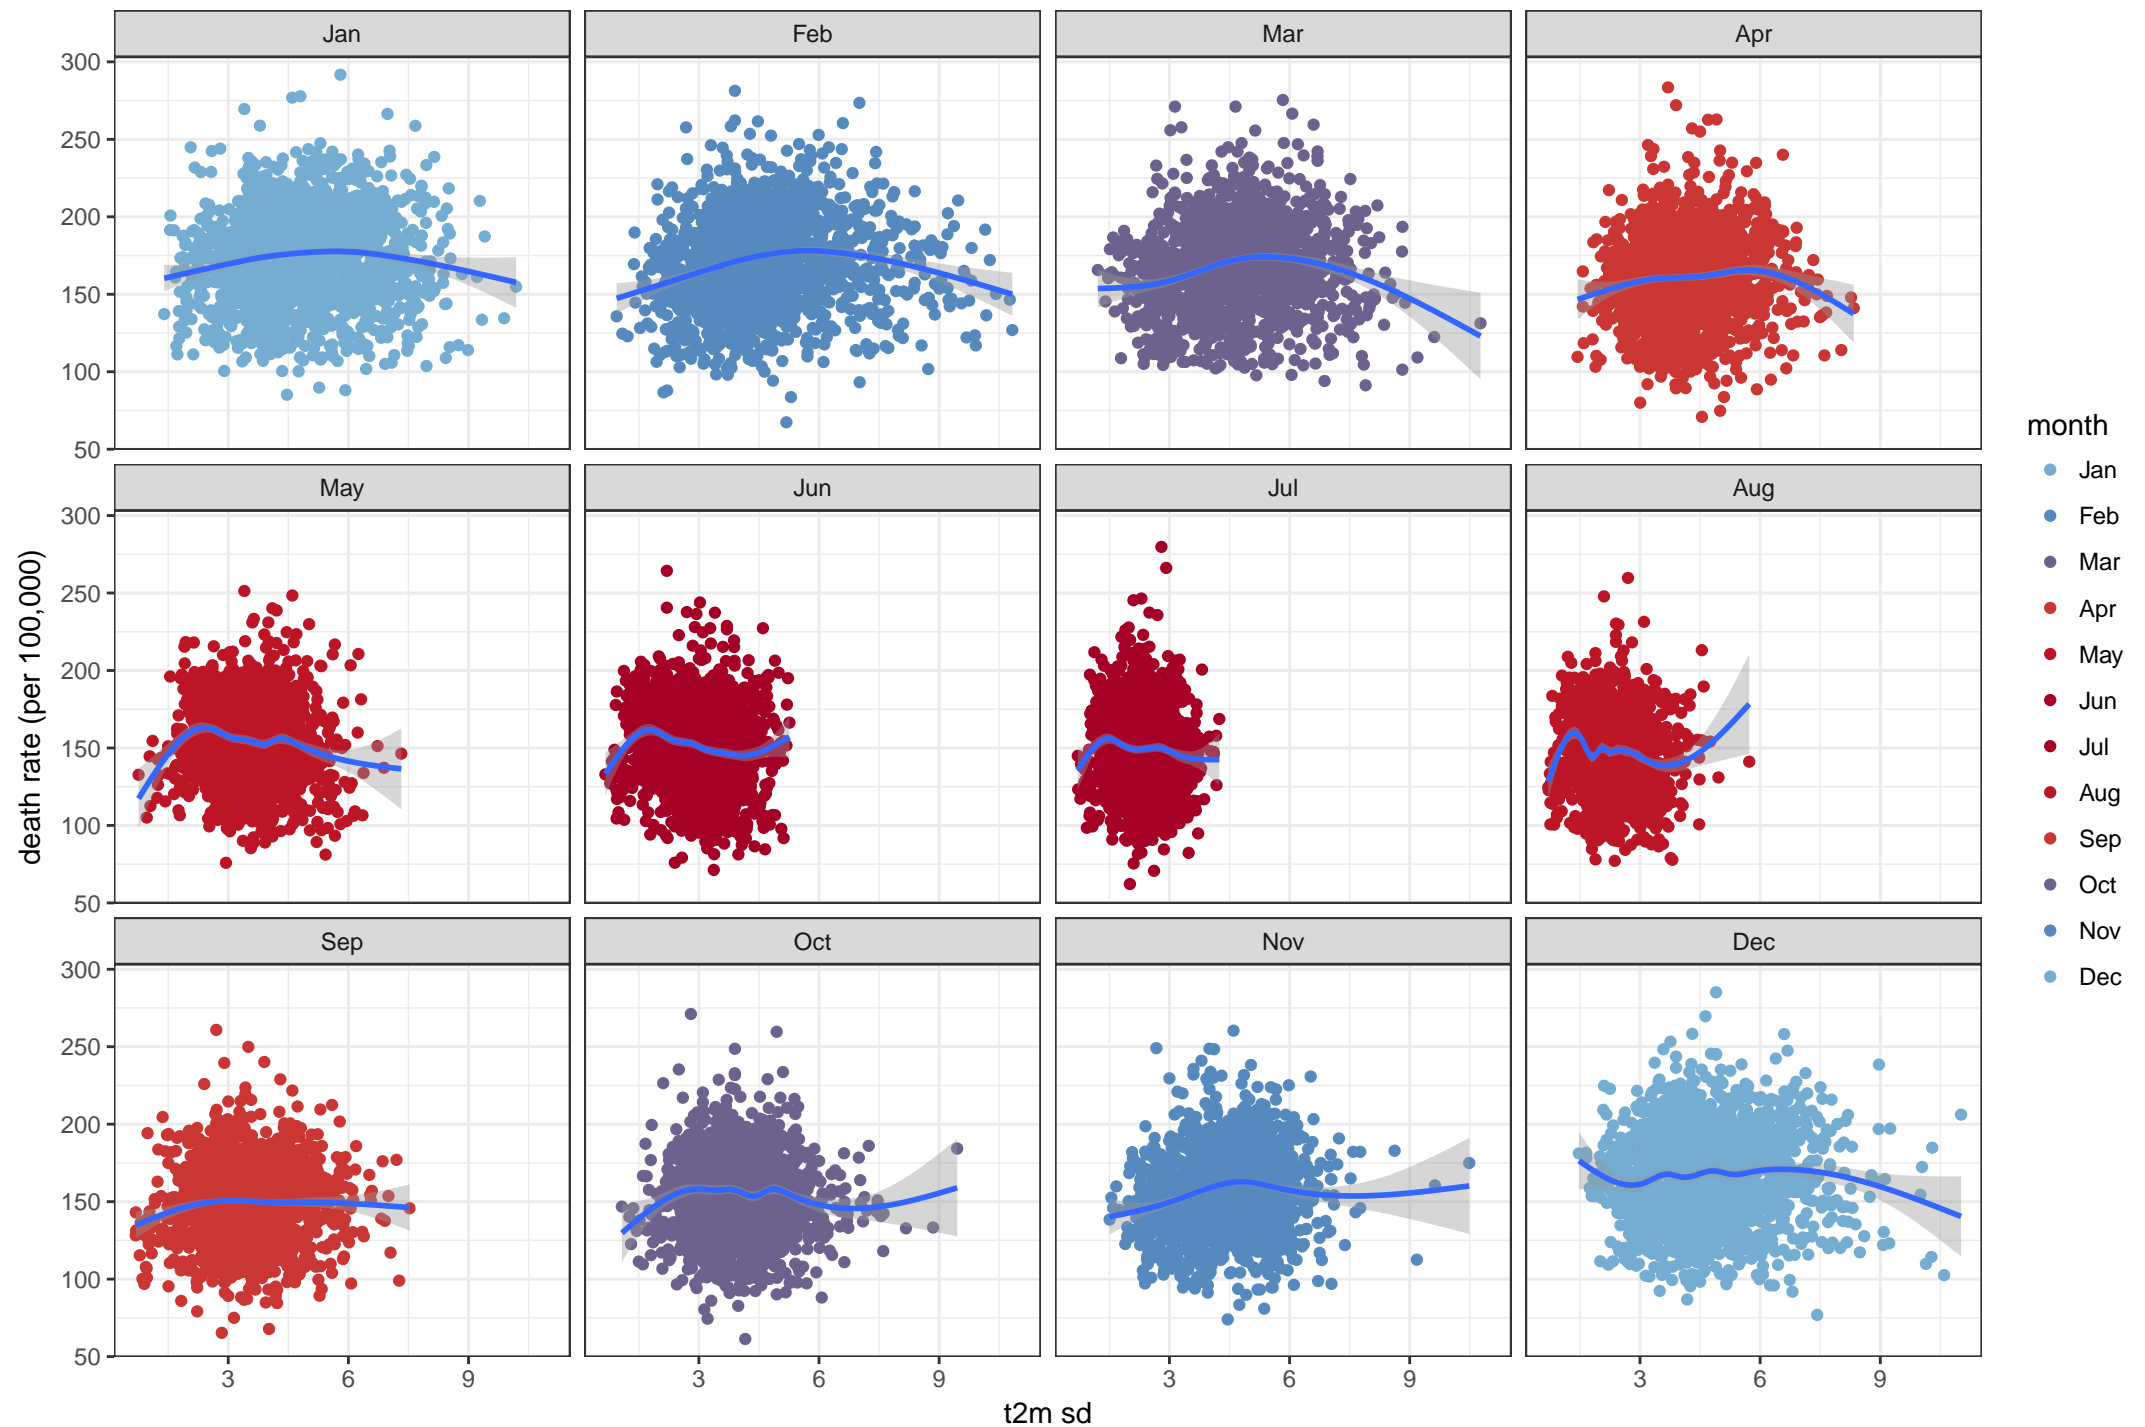 Jan Feb Mar Apr
300
250
200
150
100
50
May Jun Jul Aug
300
250
200
150
100
50
Sep Oct Nov Dec
300
250
200
150
100
50
3 6 9 3 6 9 3 6 9 3 6 9
t2m sd
death rate (per 100,000)
month
Jan
Feb
Mar
Apr
May
Jun
Jul
Aug
Sep
Oct
Nov
Dec